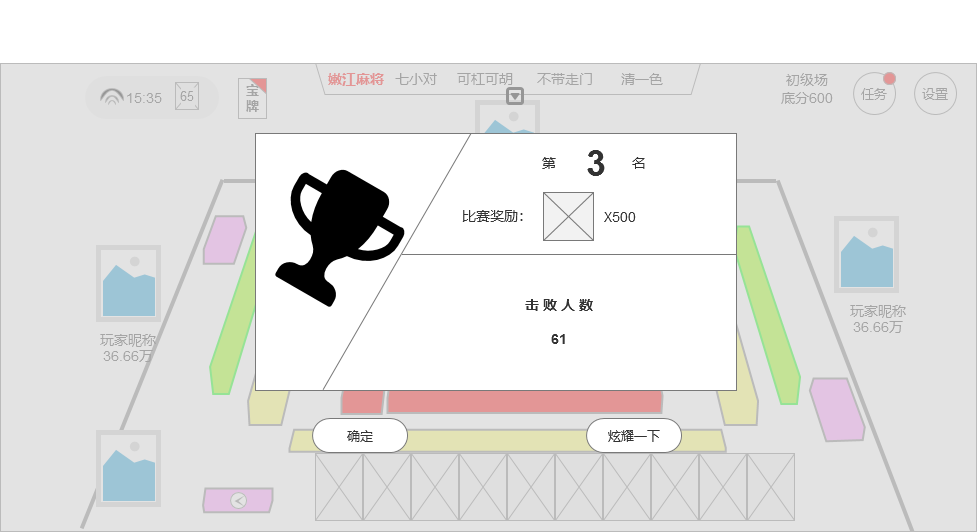 嫩江麻将 七小对 可杠可胡 不带走门 清一色
15:35
65
宝牌
初级场
底分600
任务
设置
第 3 名
比赛奖励： X500
击败人数
61
玩家昵称
36.66万
玩家昵称
36.66万
确定
炫耀一下
<